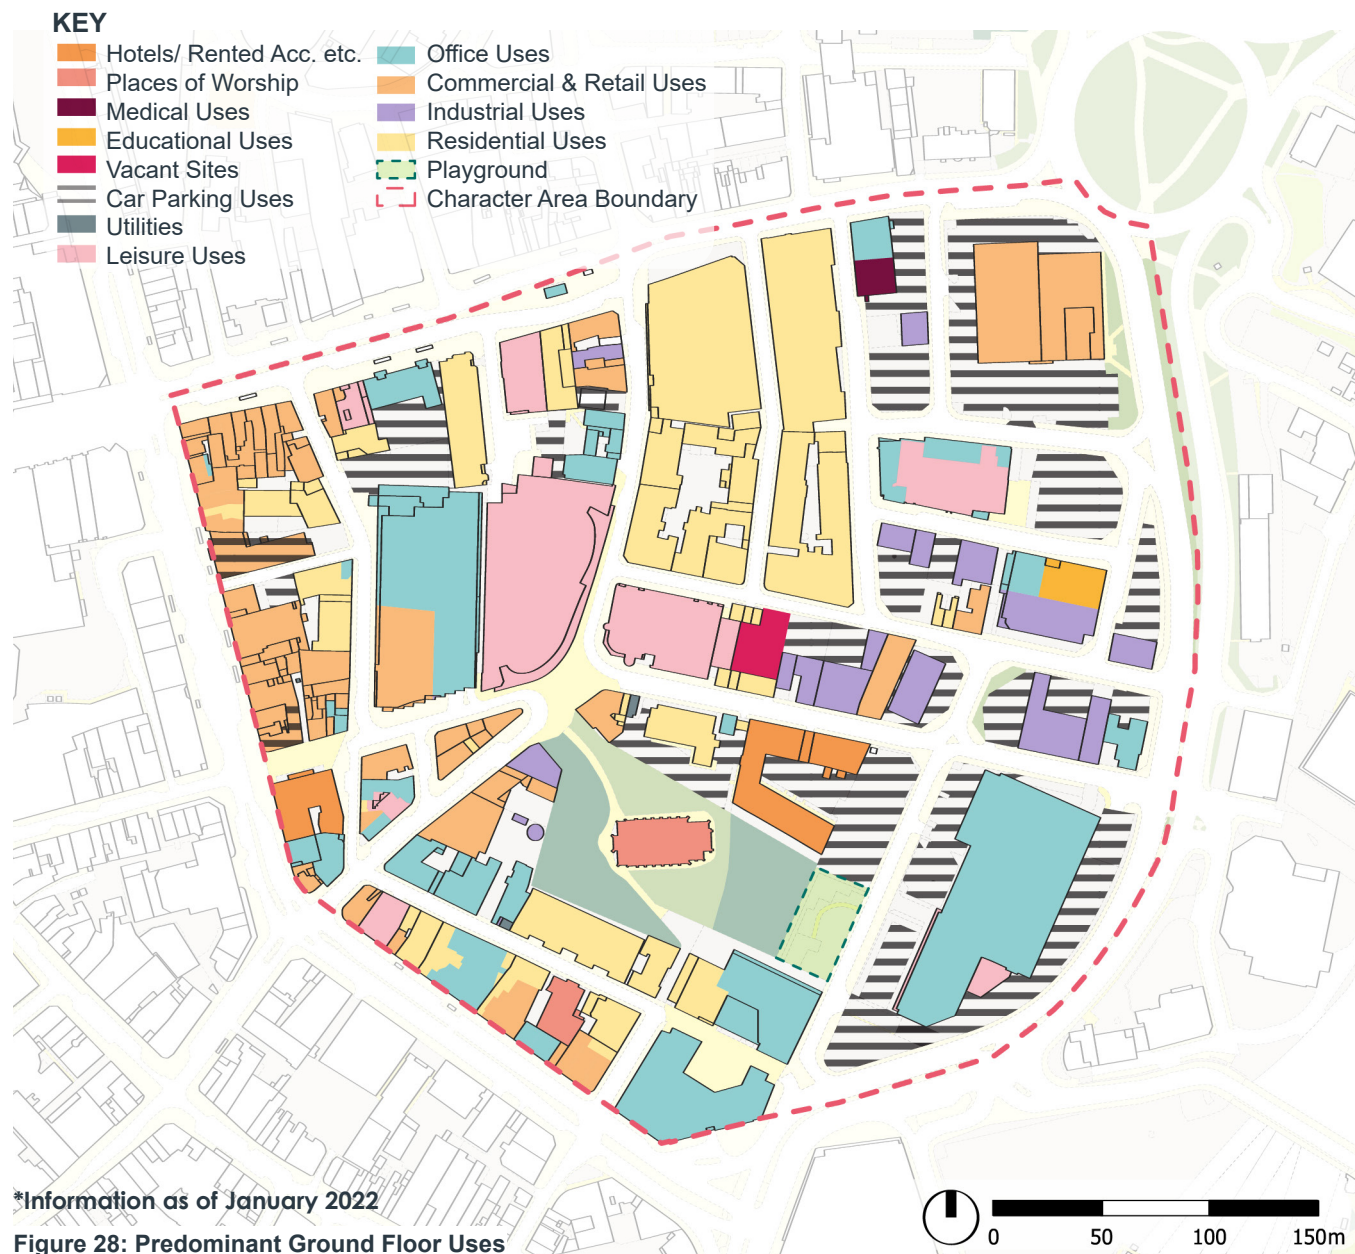 KEY
Hotels/ Rented Acc. etc.
Places of Worship
Medical Uses
Educational Uses
Vacant Sites
Car Parking Uses
Utilities
Leisure Uses
Office Uses
Commercial & Retail Uses
Industrial Uses
Residential Uses
Playground
Character Area Boundary
*Information as of January 2022
Figure 28: Predominant Ground Floor Uses
0 50 100 150m